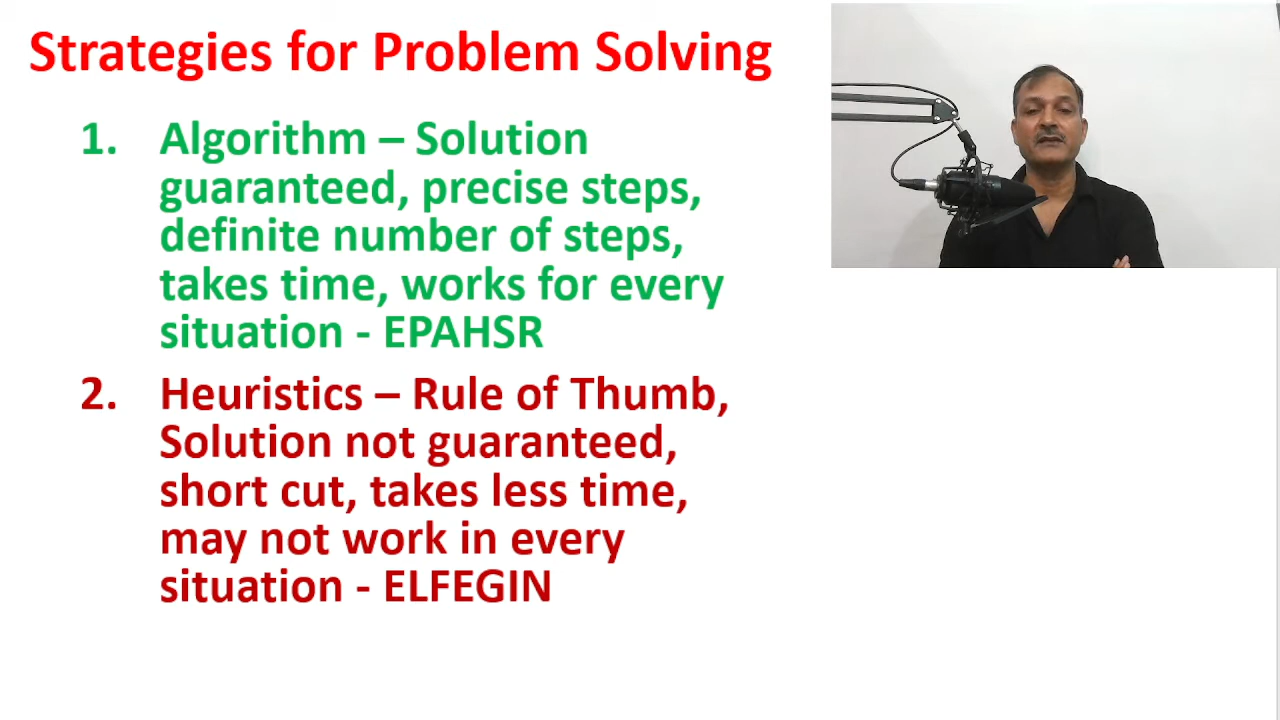 Strategies for Problem Solving
1. Algorithm – Solution
guaranteed, precise steps,
definite number of steps,
takes time, works for every
situation - EPAHSR
2. Heuristics – Rule of Thumb,
Solution not guaranteed,
short cut, takes less time,
may not work in every
situation - ELFEGIN